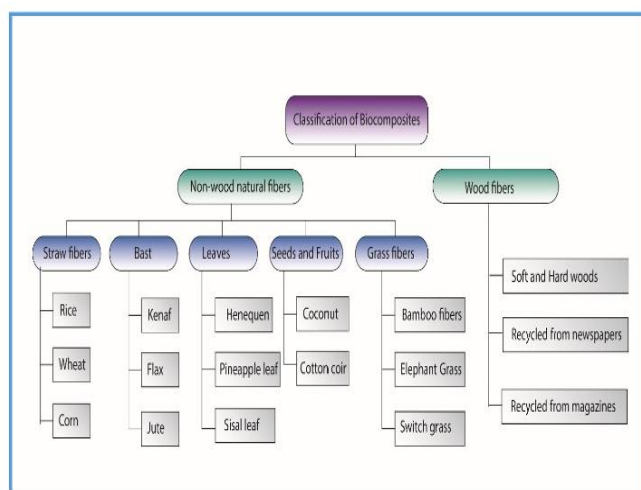 Classification of Biocomposites
Non-wood natural fibers
Wood fibers
Straw fibers
Bast
Leaves
Seeds and Fruits
Grass fibers
Rice
Wheat
Corn
Kenaf
Flax
Jute
Henequen
Pineapple leaf
Sisal leaf
Coconut
Cotton coir
Bamboo fibers
Elephant Grass
Switch grass
Soft and Hard woods
Recycled from newspapers
Recycled from magazines